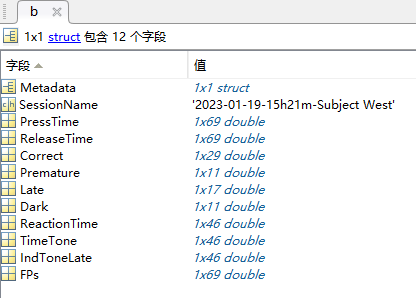 b
1x1 struct 包含 12 个字段
字段 值
Metadata 1x1 struct
SessionName '2023-01-19-15h21m-Subject West'
PressTime 1x69 double
ReleaseTime 1x69 double
Correct 1x29 double
Premature 1x11 double
Late 1x17 double
Dark 1x11 double
ReactionTime 1x46 double
TimeTone 1x46 double
IndToneLate 1x46 double
FPs 1x69 double